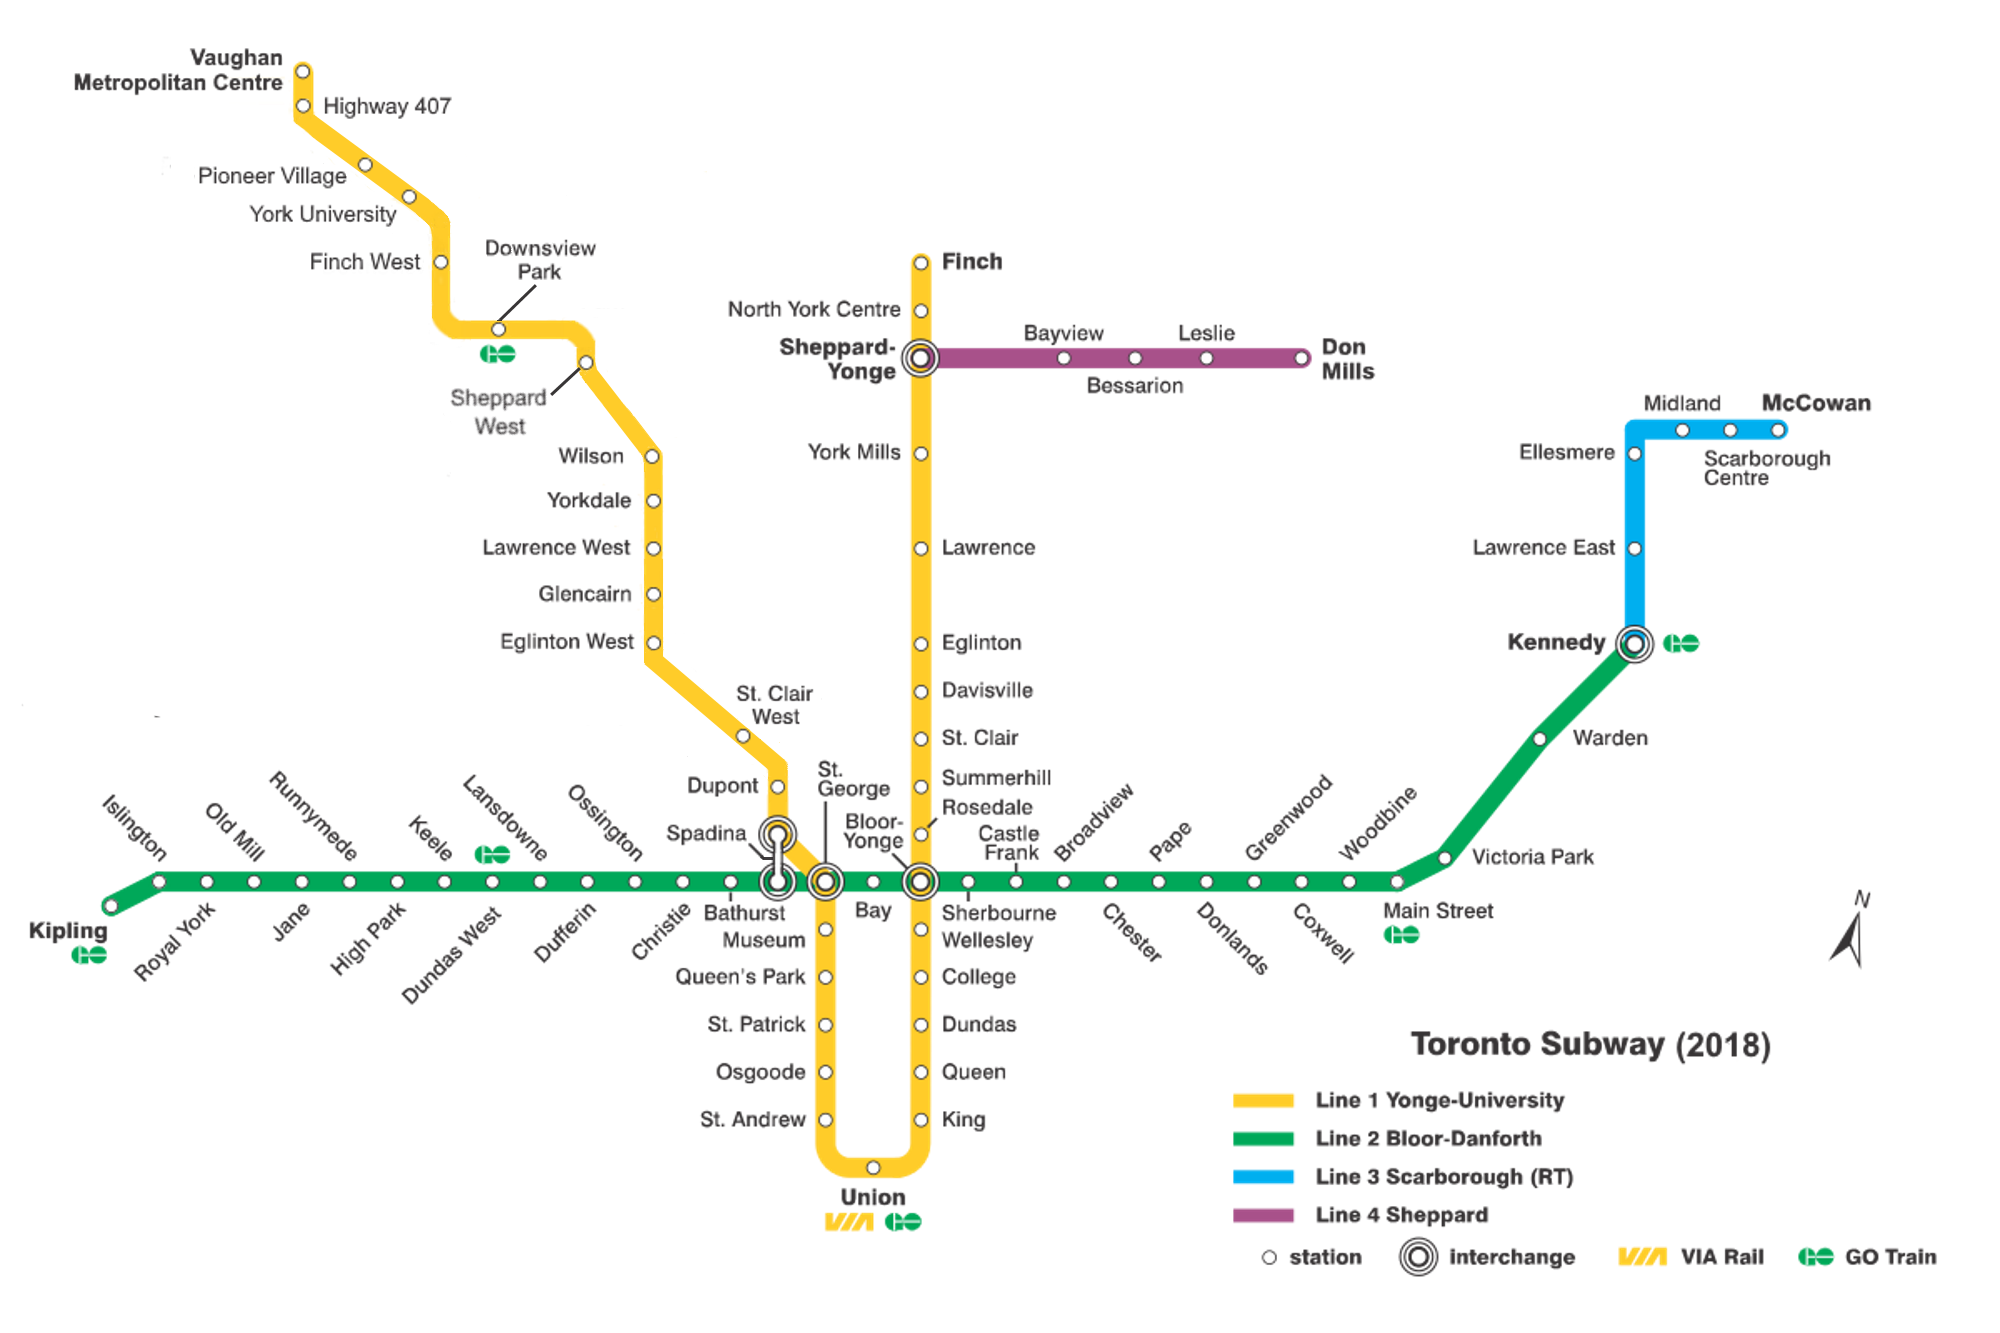 Vaughan
Metropolitan Centre
Highway 407
Pioneer Village
York University
Finch West
Downsview
Park
GO
Sheppard
West
Wilson
Yorkdale
Lawrence West
Glencairn
Eglinton West
St. Clair
West
Dupont
Spadina
St.
George
Finch
North York Centre
Sheppard-
Yonge
Bayview
Bessarion
Leslie
Don
Mills
York Mills
Lawrence
Eglinton
Davisville
St. Clair
Summerhill
Rosedale
Bloor-
Yonge
Midland
McCowan
Scarborough
Centre
Ellesmere
Lawrence East
Kennedy
GO
Warden
Victoria Park
Islington
Old Mill
Runnymede
Keele
GO
Lansdowne
Ossington
Castle
Frank
Broadview
Pape
Greenwood
Woodbine
Kipling
GO
Royal York
Jane
High Park
Dundas West
Dufferin
Christie
Bathurst
Bay
Sherbourne
Chester
Donlands
Coxwell
Main Street
GO
Museum
Queen's Park
St. Patrick
Osgoode
St. Andrew
Wellesley
College
Dundas
Queen
King
Union
VIA GO
N
Toronto Subway (2018)
Line 1 Yonge-University
Line 2 Bloor-Danforth
Line 3 Scarborough (RT)
Line 4 Sheppard
station
interchange
VIA VIA Rail
GO GO Train